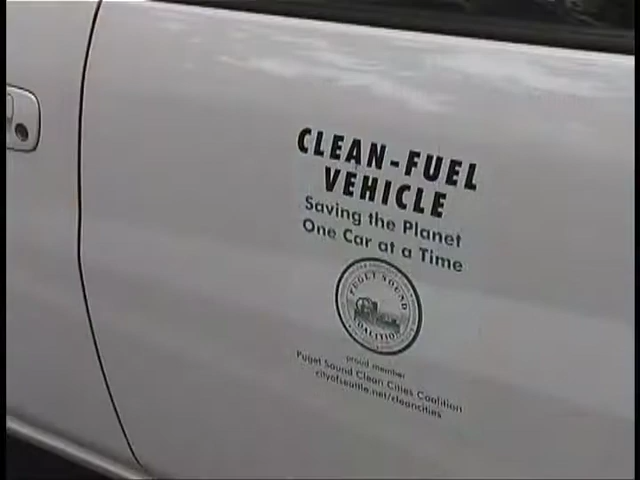 CLEAN-FUEL
VEHICLE
Saving the Planet
One Car at a Time
PUGET SOUND
COALITION
proud member
Puget Sound Clean Cities Coalition
cityofseattle.net/cleancities